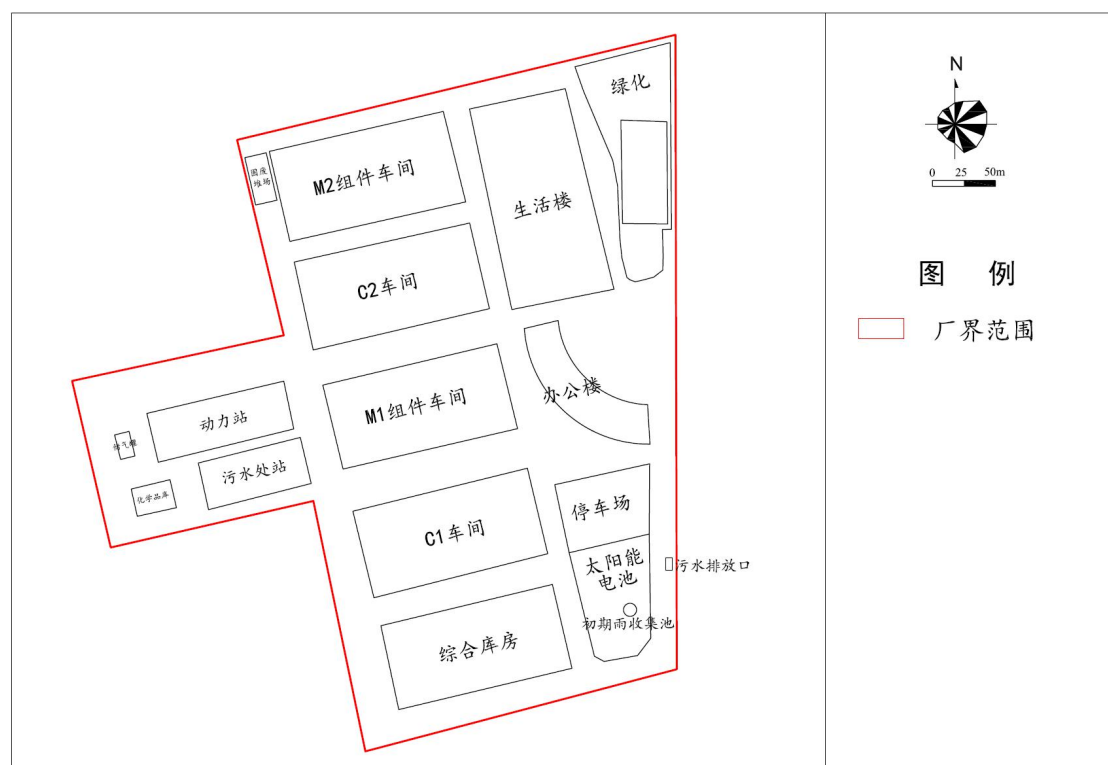 N
绿化
固废
堆场
M2组件车间
0 25 50m
生活楼
C2车间
图 例
厂界范围
办公楼
M1组件车间
动力站
储气罐
污水处站
化学品库
停车场
C1车间
太阳能
电池
污水排放口
初期雨收集池
综合库房